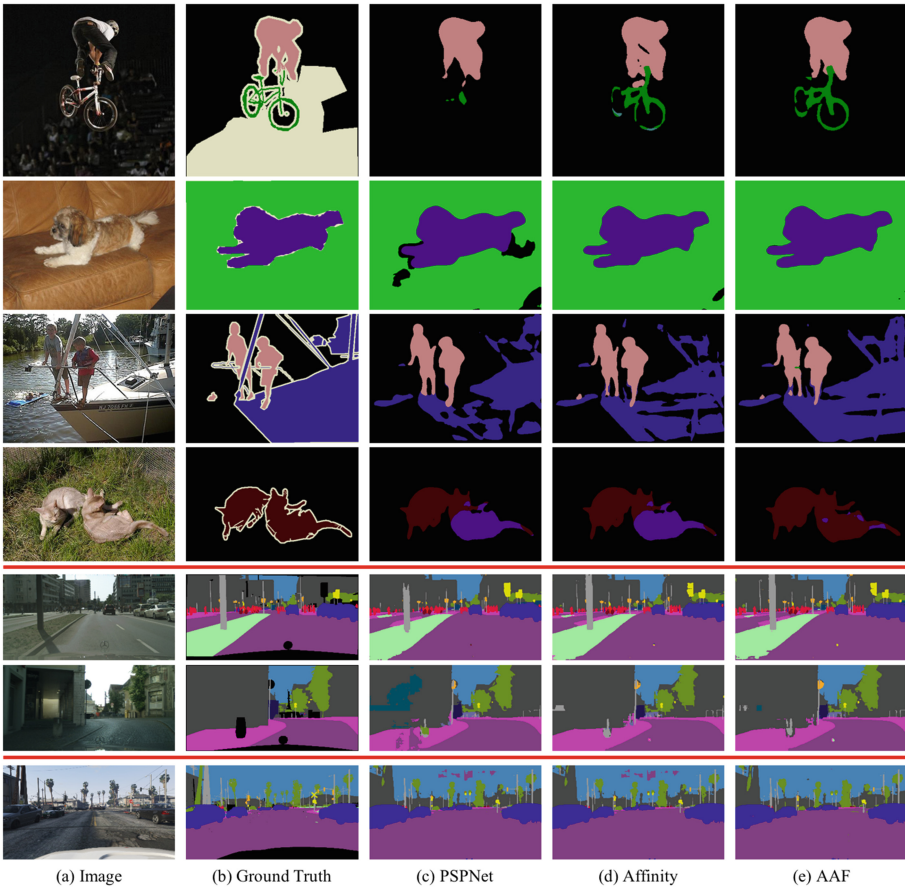 (a) Image
(b) Ground Truth
(c) PSPNet
(d) Affinity
(e) AAF